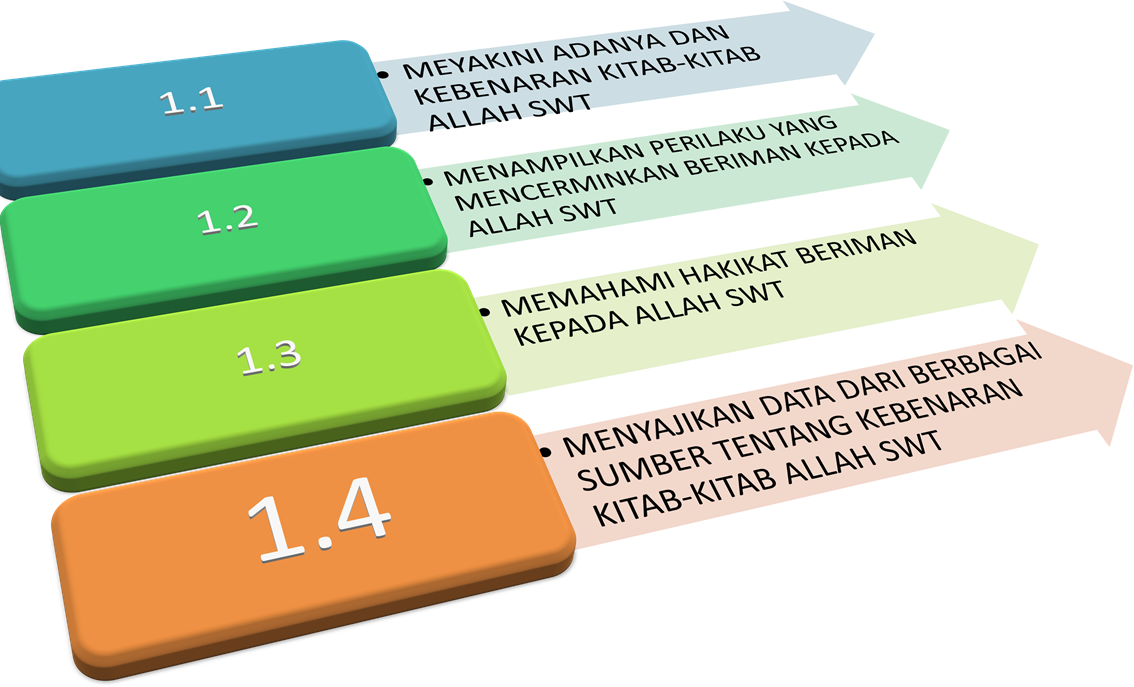 1.1
• MEYAKINI ADANYA DAN
KEBENARAN KITAB-KITAB
ALLAH SWT
1.2
• MENAMPILKAN PERILAKU YANG
MENCERMINKAN BERIMAN KEPADA
ALLAH SWT
1.3
• MEMAHAMI HAKIKAT BERIMAN
KEPADA ALLAH SWT
1.4
• MENYAJIKAN DATA DARI BERBAGAI
SUMBER TENTANG KEBENARAN
KITAB-KITAB ALLAH SWT